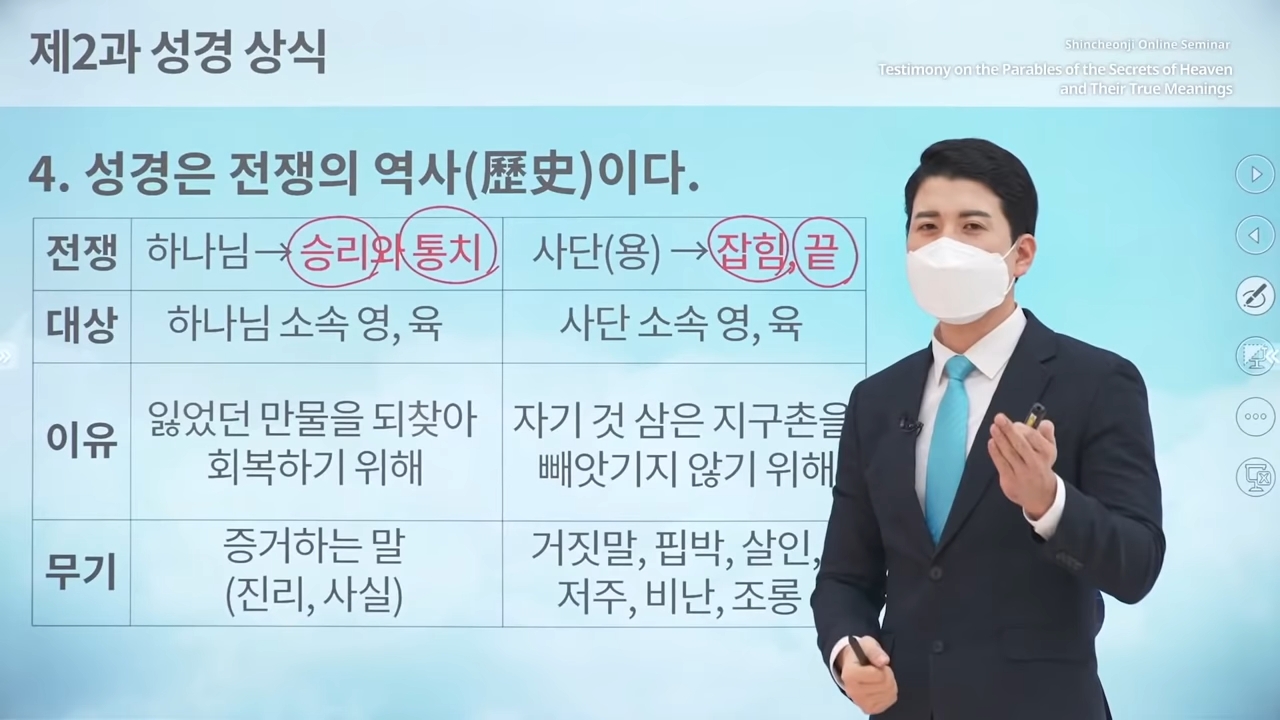 제2과 성경 상식
Shincheonji Online Seminar
Testimony on the Parables of the Secrets of Heaven
and Their True Meanings
4. 성경은 전쟁의 역사(歷史)이다.
전쟁 하나님→ 승리와 통치 사단(용) → 잡힘, 끝
대상 하나님 소속 영, 육 사단 소속 영, 육
이유 잃었던 만물을 되찾아 회복하기 위해 자기 것 삼은 지구촌을 빼앗기지 않기 위해
무기 증거하는 말 (진리, 사실) 거짓말, 핍박, 살인, 저주, 비난, 조롱